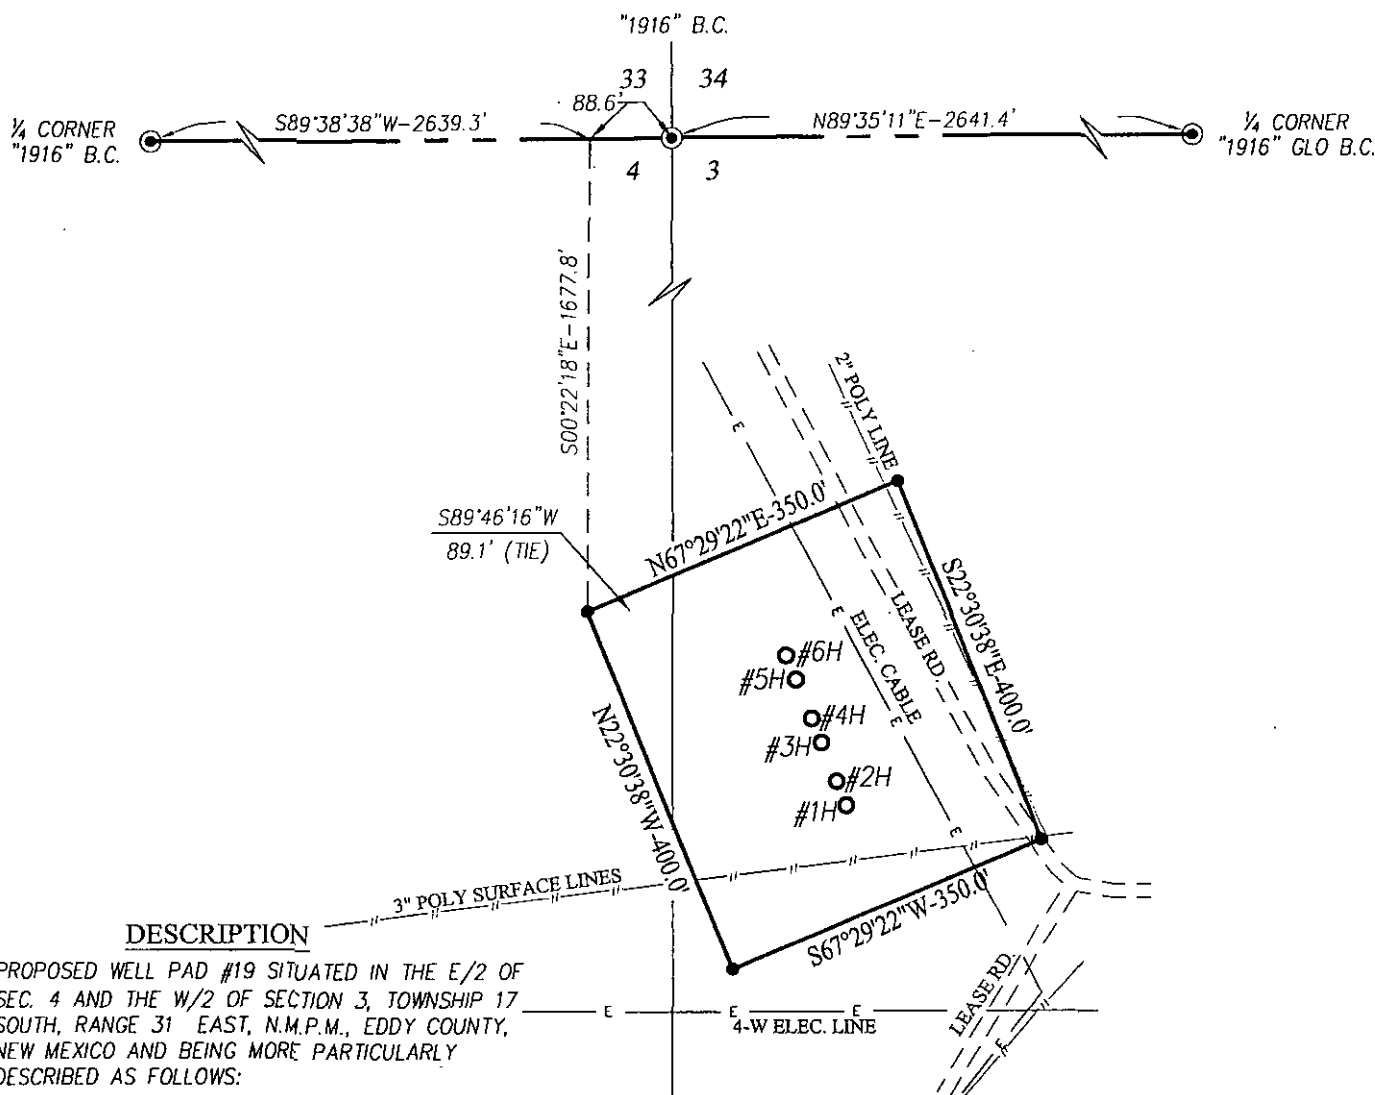 "1916" B.C.
33 34
88.6'
¼ CORNER
"1916" B.C.
S89°38'38"W-2639.3'
N89°35'11"E-2641.4'
¼ CORNER
"1916" GLO B.C.
4 3
S00°22'18"E-1677.8'
2" POLY LINE
E
S89°46'16"W
89.1' (TIE)
N67°29'22"E-350.0'
S22°30'38"E-400.0'
E
LEASE RD.
ELEC. CABLE
E
#6H
#5H
#4H
#3H
#2H
#1H
N22°30'38"W-400.0'
E
3" POLY SURFACE LINES
S67°29'22"W-350.0'
DESCRIPTION
PROPOSED WELL PAD #19 SITUATED IN THE E/2 OF
SEC. 4 AND THE W/2 OF SECTION 3, TOWNSHIP 17
SOUTH, RANGE 31 EAST, N.M.P.M., EDDY COUNTY,
NEW MEXICO AND BEING MORE PARTICULARLY
DESCRIBED AS FOLLOWS:
E E E
4-W ELEC. LINE
LEASE RD.
E